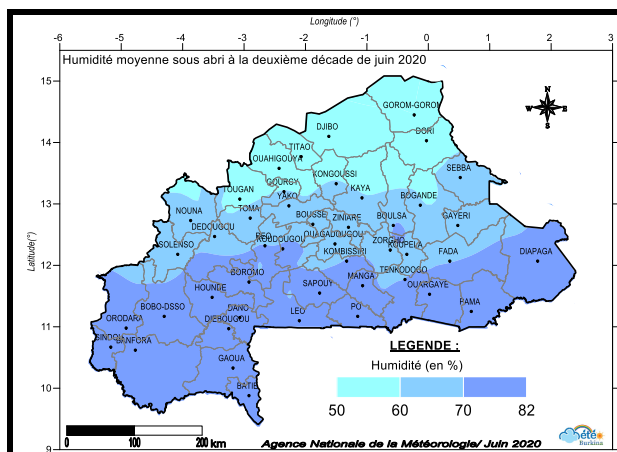 Longitude (°)
-6 -5 -4 -3 -2 -1 0 1 2 3
Humidité moyenne sous abri à la deuxième décade de juin 2020
15
GOROM-GOROM
N
W E
S
DJIBO
14
DORI
TITAO
OUAHIGOUYA
KONGOUSSI
SEBBA
GOURCY
TOUGAN
YAKO
KAYA
13
BOGANDE
NOUNA
TOMA
BOUSSE
ZINIARE
BOULSA
GAYERI
DEDOUGOU
REO
OUAGADOUGOU
ZORGHO
SOLENSO
KOUDOUGOU
KOMBISSIRI
KOUPELA
FADA
DIAPAGA
Latitude(°)
12
TENKODOGO
BOROMO
MANGA
OUARGAYE
HOUNDE
SAPOUY
BOBO-DSSO
DANO
LEO
PO
PAMA
ORODARA
DIEBOUGOU
11
SINDOU
BANFORA
LEGENDE :
GAOUA
Humidité (en %)
10
BATIE
50 60 70 82
0 100 200 km
Agence Nationale de la Météorologie/ Juin 2020
9
Météo
Burkina